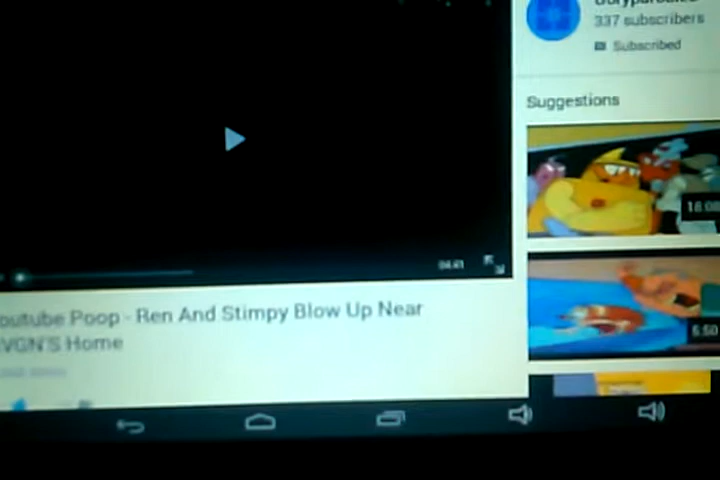 337 subscribers
Subscribed
Suggestions
18:08
5:50
04:41
outube Poop - Ren And Stimpy Blow Up Near
VGN'S Home